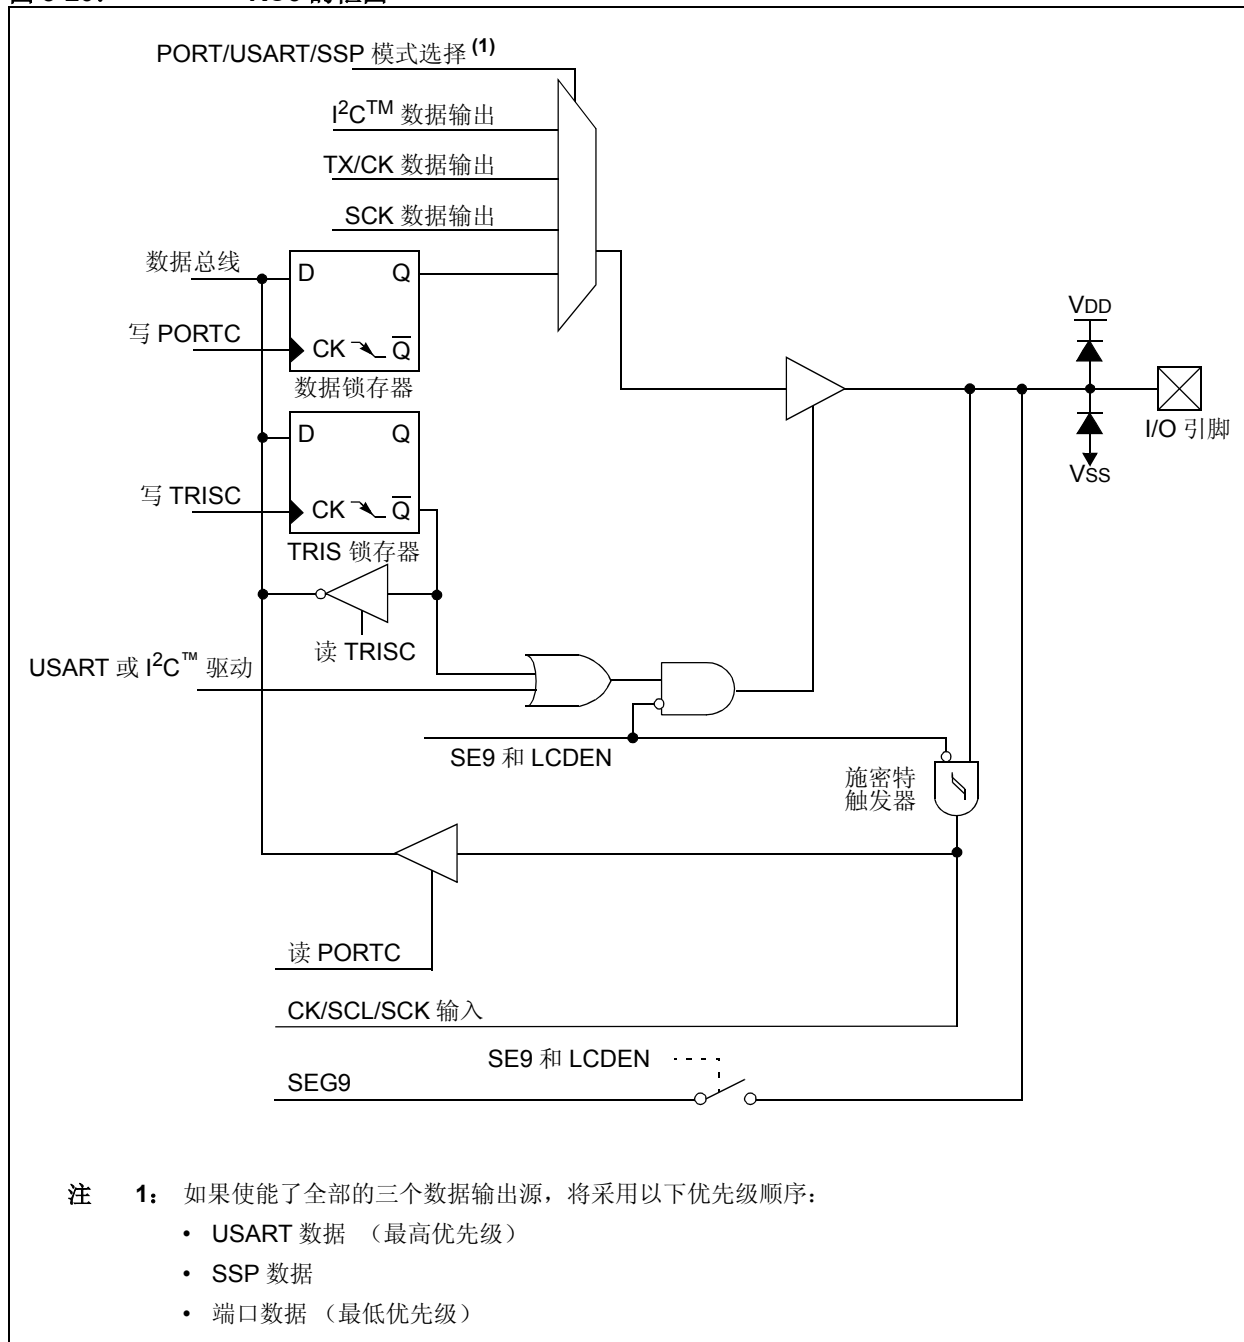 PORT/USART/SSP 模式选择 (1)
I2CTM 数据输出
TX/CK 数据输出
SCK 数据输出
数据总线
D Q
写 PORTC
CK Q
数据锁存器
VDD
I/O 引脚
VSS
D Q
写 TRISC
CK Q
TRIS 锁存器
读 TRISC
USART 或 I2C™ 驱动
SE9 和 LCDEN
施密特
触发器
读 PORTC
CK/SCL/SCK 输入
SE9 和 LCDEN
SEG9
注 1： 如果使能了全部的三个数据输出源，将采用以下优先级顺序：
• USART 数据 （最高优先级）
• SSP 数据
• 端口数据 （最低优先级）